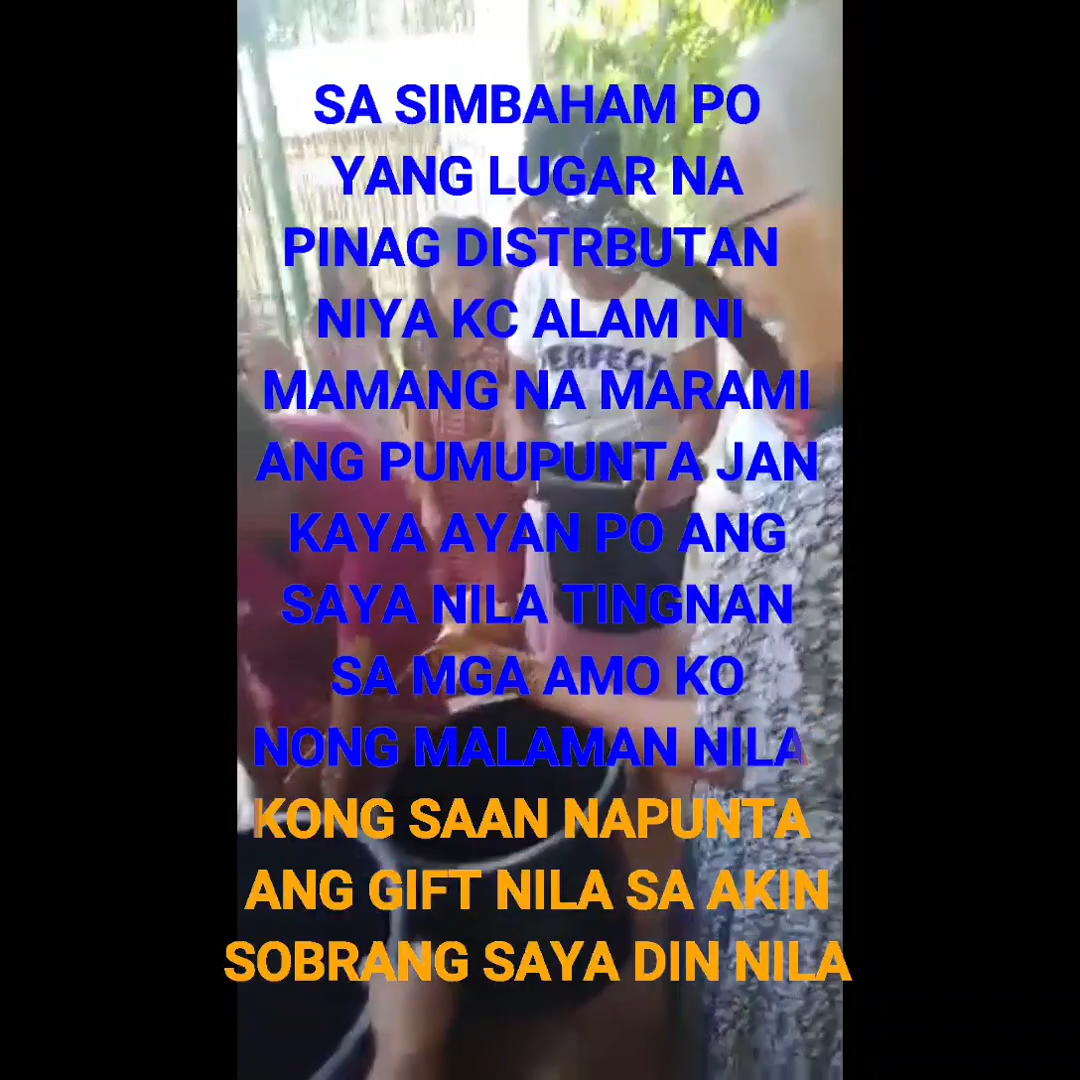 SA SIMBAHAM PO
YANG LUGAR NA
PINAG DISTRBUTAN
NIYA KC ALAM NI
MAMANG NA MARAMI
ANG PUMUPUNTA JAN
KAYA AYAN PO ANG
SAYA NILA TINGNAN
SA MGA AMO KO
NONG MALAMAN NILA
KONG SAAN NAPUNTA
ANG GIFT NILA SA AKIN
SOBRANG SAYA DIN NILA
PERFECT